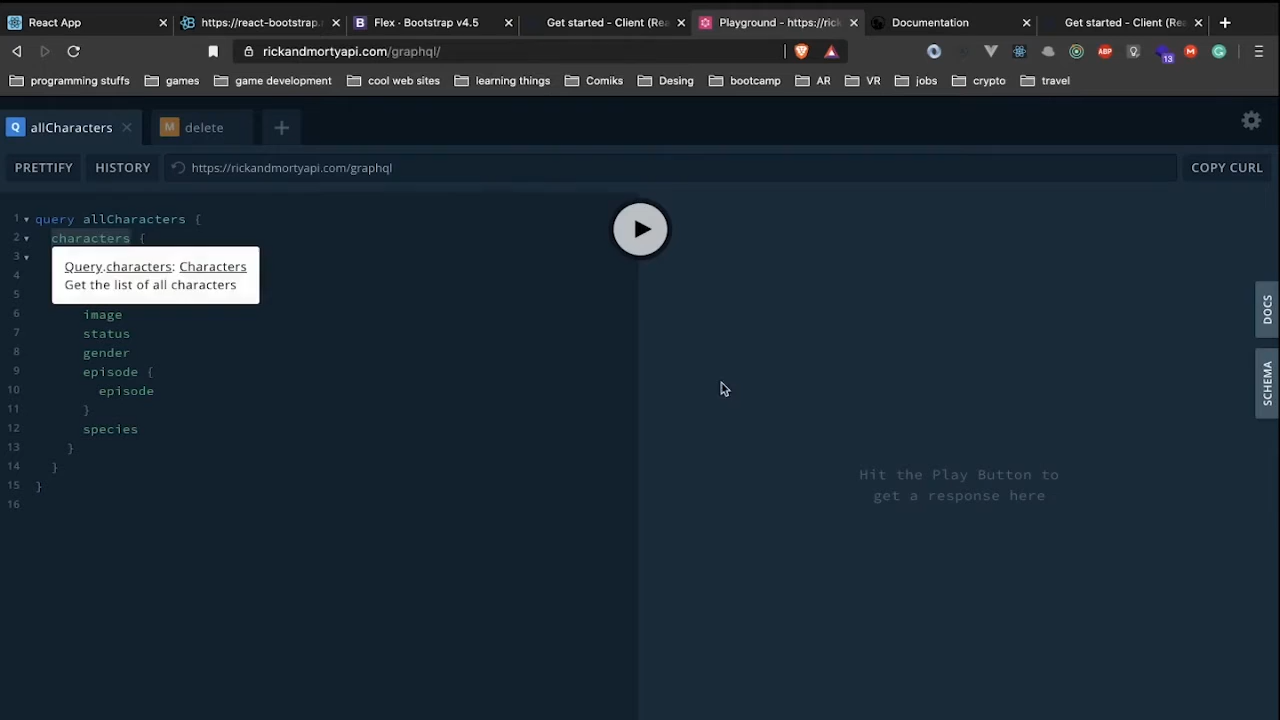 React App
https://react-bootstrap.
Flex · Bootstrap v4.5
Get started - Client (Rea
Playground - https://rick
Documentation
Get started - Client (Rea
rickandmortyapi.com/graphql/
ABP
13
programming stuffs
games
game development
cool web sites
learning things
Comiks
Desing
bootcamp
AR
VR
jobs
crypto
travel
Q allCharacters
M delete
PRETTIFY
HISTORY
https://rickandmortyapi.com/graphql
COPY CURL
1 query allCharacters {
2 characters {
3
Query.characters: Characters
4
Get the list of all characters
5
6 image
7 status
8 gender
9 episode {
10 episode
11 }
12 species
13 }
14 }
15 }
16
Hit the Play Button to
get a response here
DOCS
SCHEMA